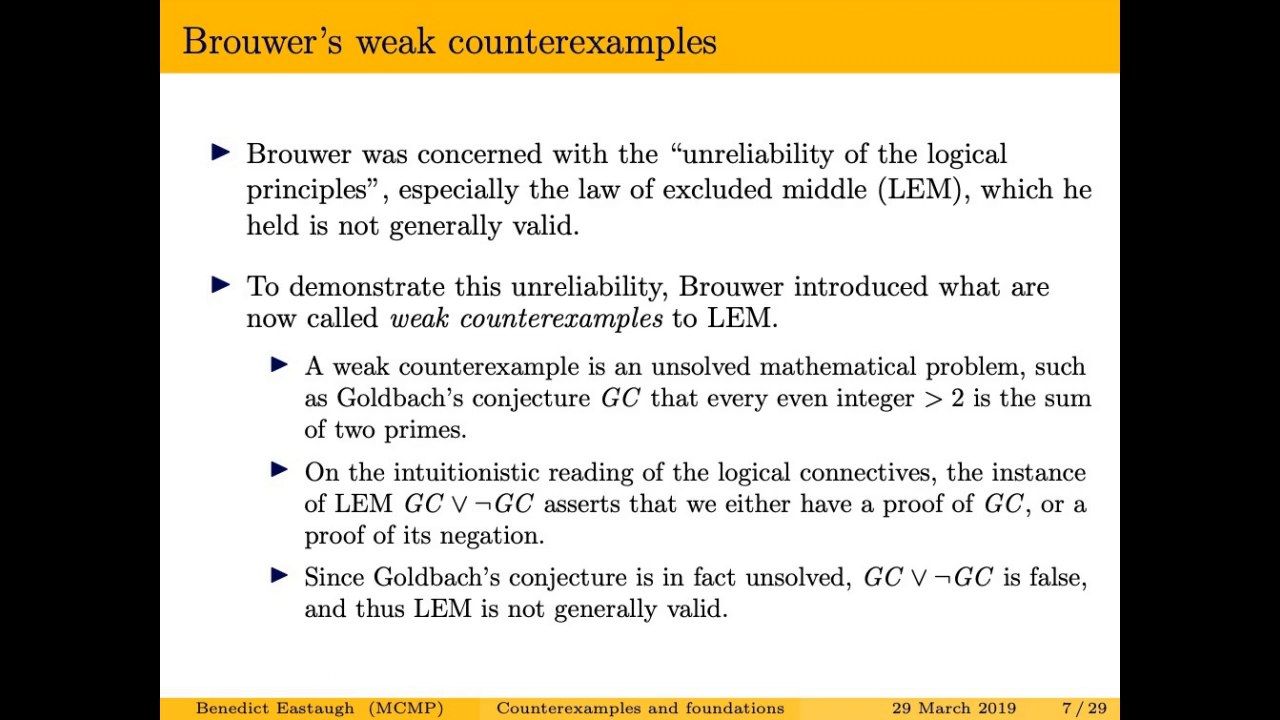 Brouwer's weak counterexamples
▶ Brouwer was concerned with the “unreliability of the logical
principles”, especially the law of excluded middle (LEM), which he
held is not generally valid.
▶ To demonstrate this unreliability, Brouwer introduced what are
now called weak counterexamples to LEM.
▶ A weak counterexample is an unsolved mathematical problem, such
as Goldbach's conjecture GC that every even integer > 2 is the sum
of two primes.
▶ On the intuitionistic reading of the logical connectives, the instance
of LEM GC ∨ ¬GC asserts that we either have a proof of GC, or a
proof of its negation.
▶ Since Goldbach's conjecture is in fact unsolved, GC ∨ ¬GC is false,
and thus LEM is not generally valid.
Benedict Eastaugh (MCMP) Counterexamples and foundations 29 March 2019 7 / 29